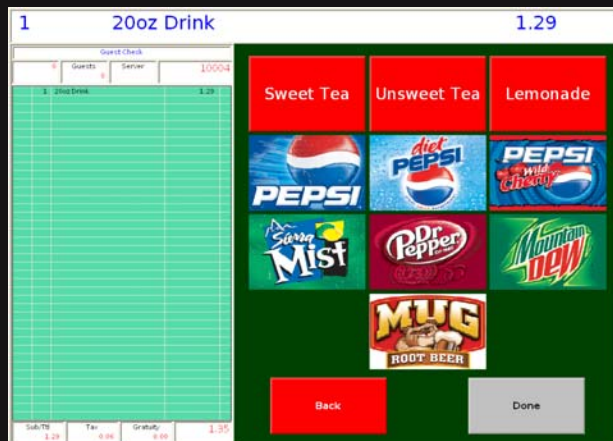 1 20oz Drink 1.29
Guest Check
0 Guests 0 Server 10004
1 20oz Drink 1.29
Sub/Ttl 1.29 Tax 0.06 Gratuity 0.00 1.35
Sweet Tea Unsweet Tea Lemonade
PEPSI diet PEPSI PEPSI Wild Cherry
Sierra Mist Dr Pepper Mountain Dew
MUG
ROOT BEER
Back Done